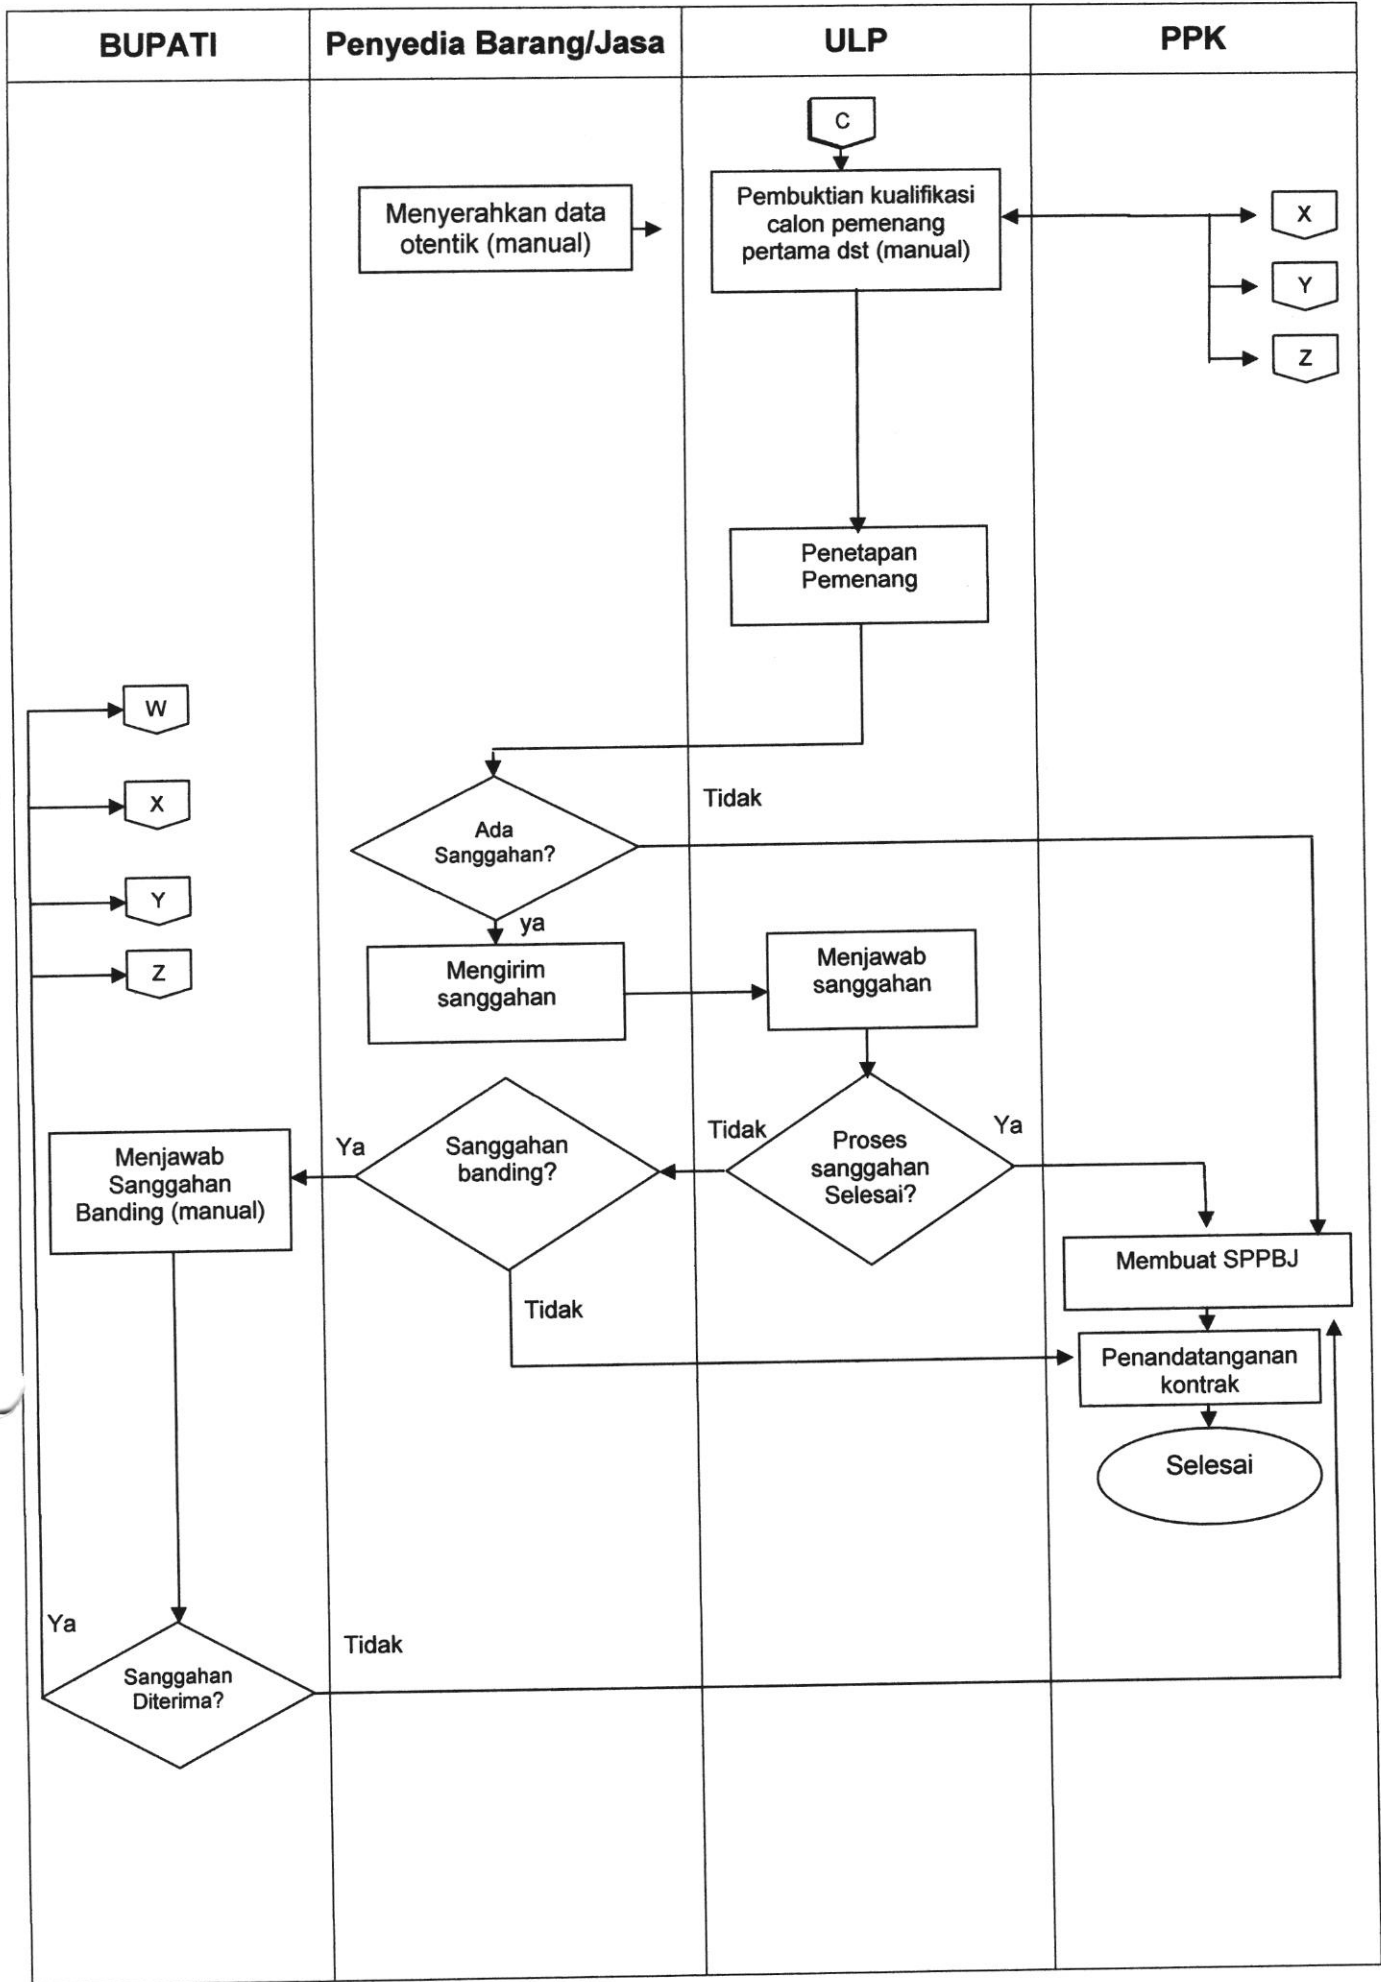 BUPATI
Penyedia Barang/Jasa
ULP
PPK
C
Menyerahkan data
otentik (manual)
Pembuktian kualifikasi
calon pemenang
pertama dst (manual)
X
Y
Z
Penetapan
Pemenang
W
X
Y
Z
Ada
Sanggahan?
Tidak
ya
Mengirim
sanggahan
Menjawab
sanggahan
Menjawab
Sanggahan
Banding (manual)
Ya
Sanggahan
banding?
Tidak
Proses
sanggahan
Selesai?
Ya
Membuat SPPBJ
Tidak
Penandatanganan
kontrak
Selesai
Ya
Sanggahan
Diterima?
Tidak